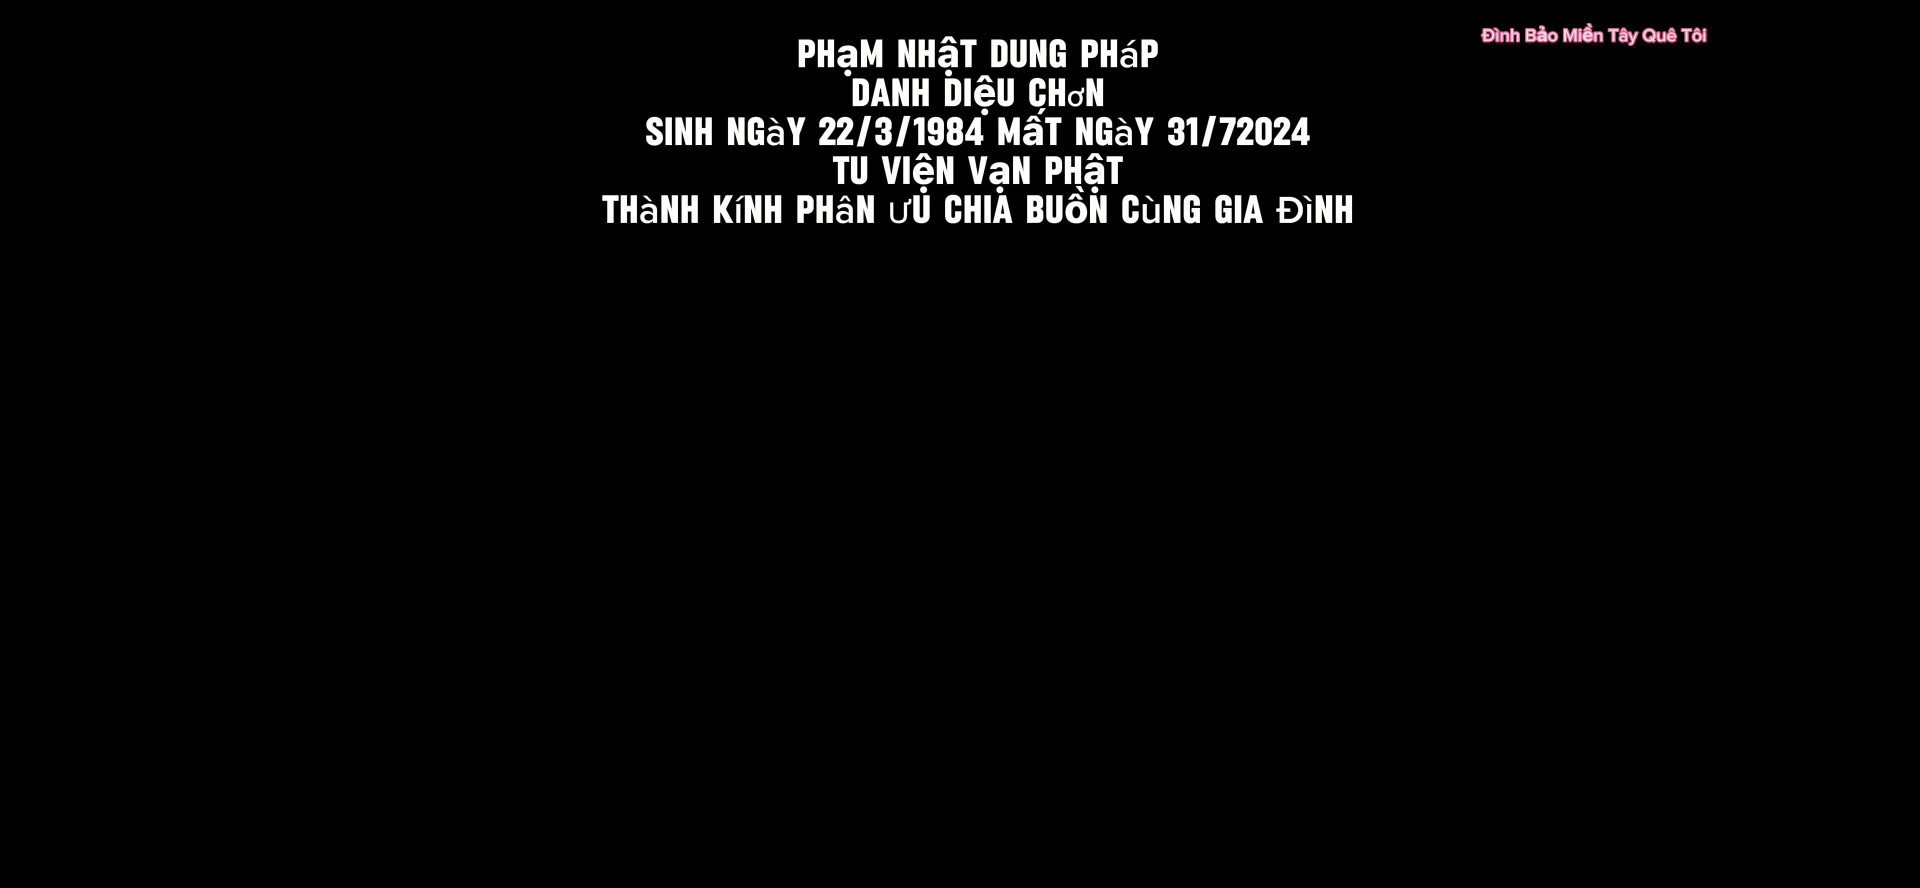 PHạM NHậT DUNG PHáP
DANH DIỆU CHơN
SINH NGàY 22/3/1984 MấT NGàY 31/72024
TU VIỆN VạN PHậT
THàNH KíNH PHâN ƯU CHIA BUỒN CùNG GIA ĐìNH
Đình Bảo Miền Tây Quê Tôi